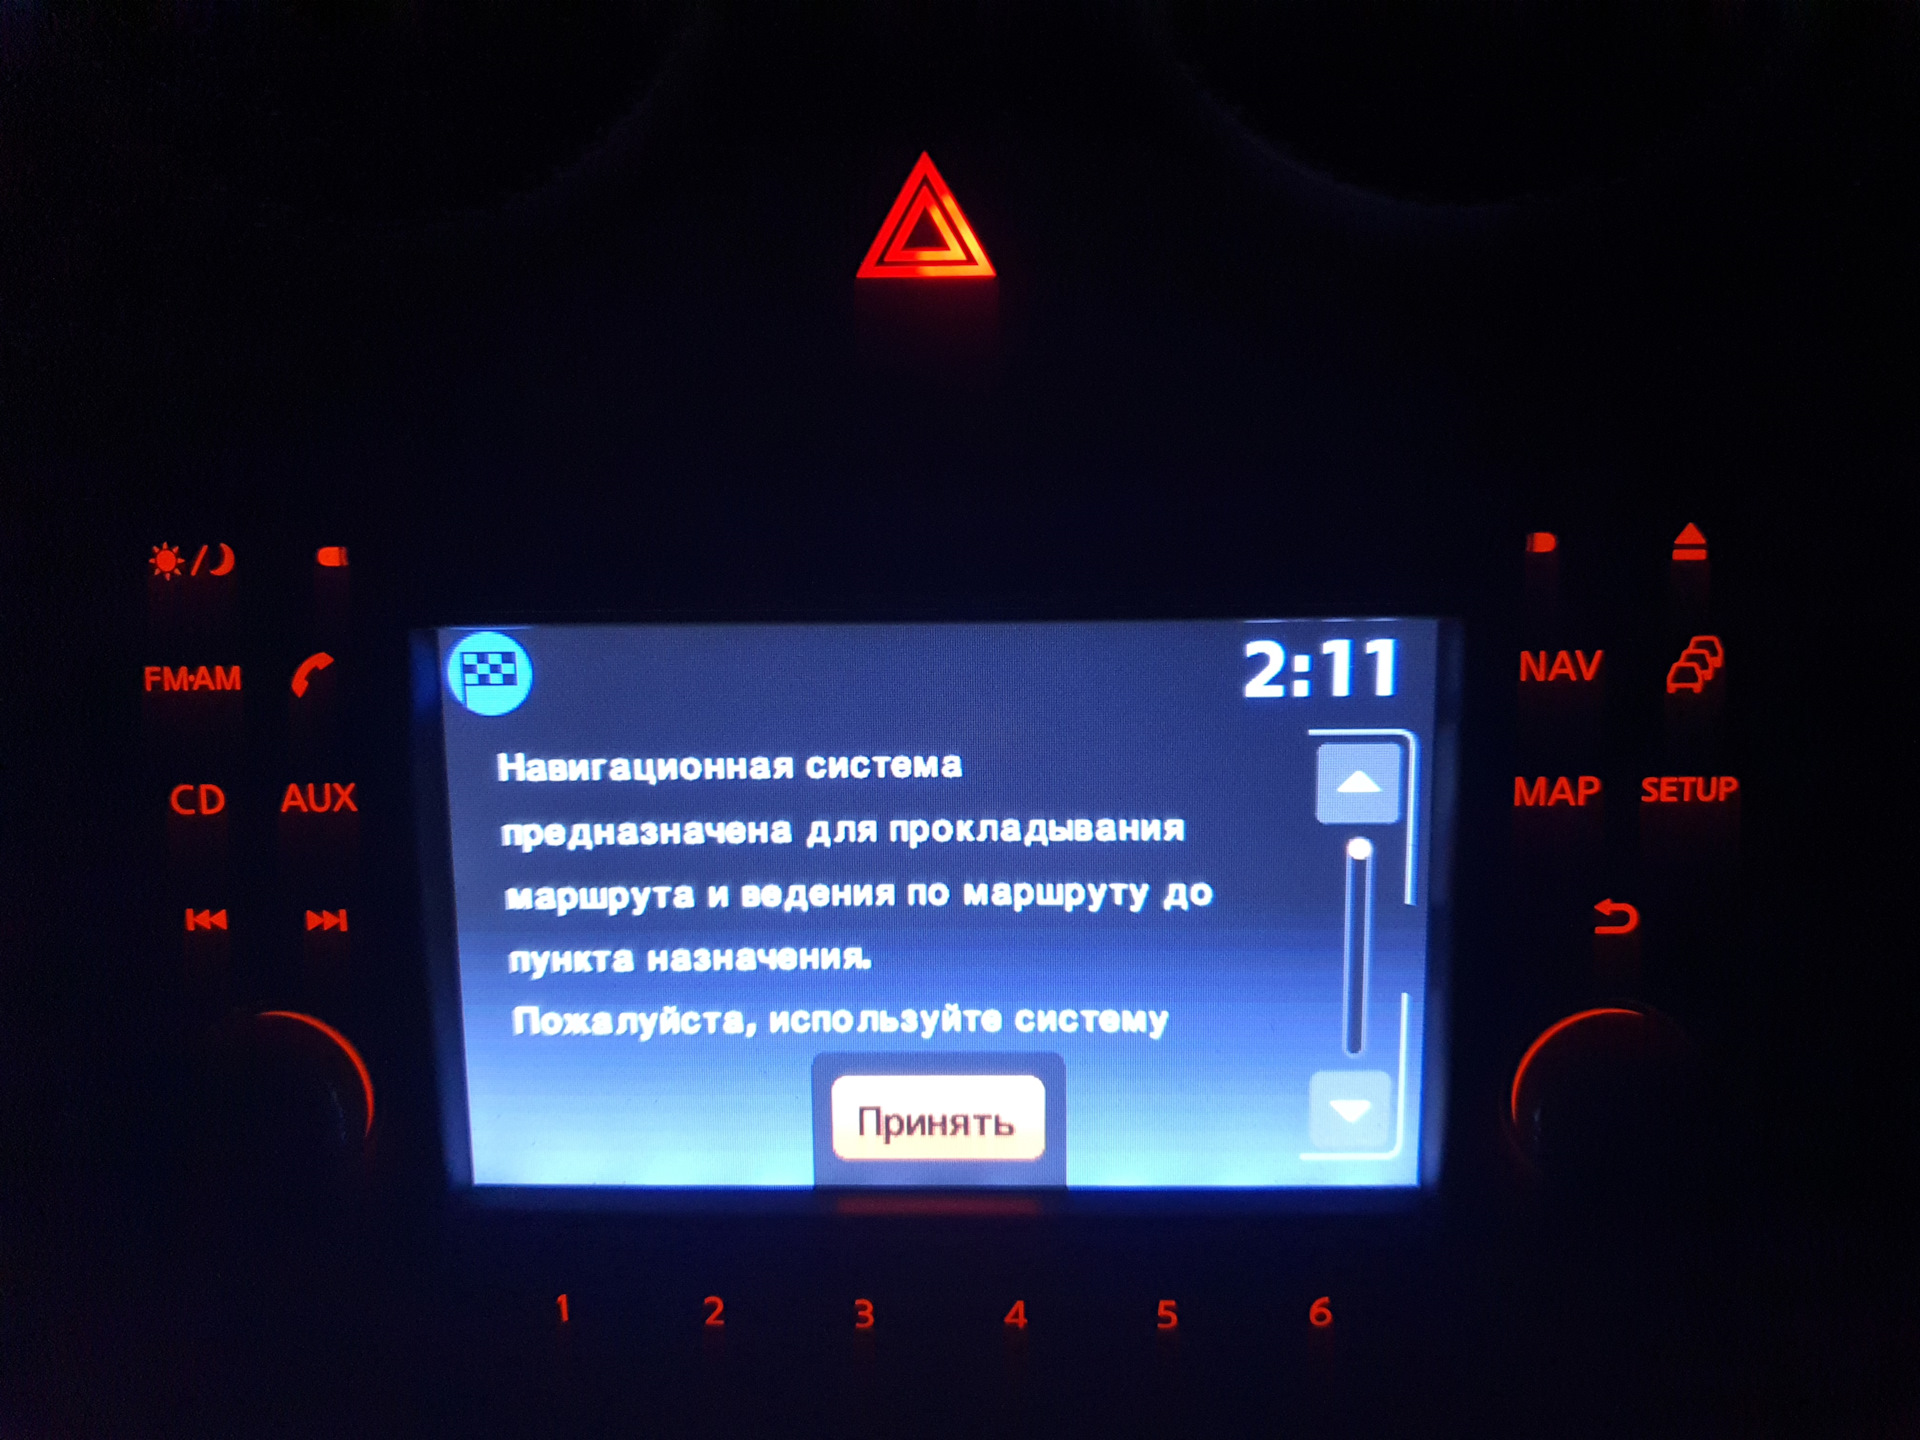 FM·AM
CD
AUX
2:11
Навигационная система
предназначена для прокладывания
маршрута и ведения по маршруту до
пункта назначения.
Пожалуйста, используйте систему
Принять
NAV
MAP
SETUP
1 2 3 4 5 6